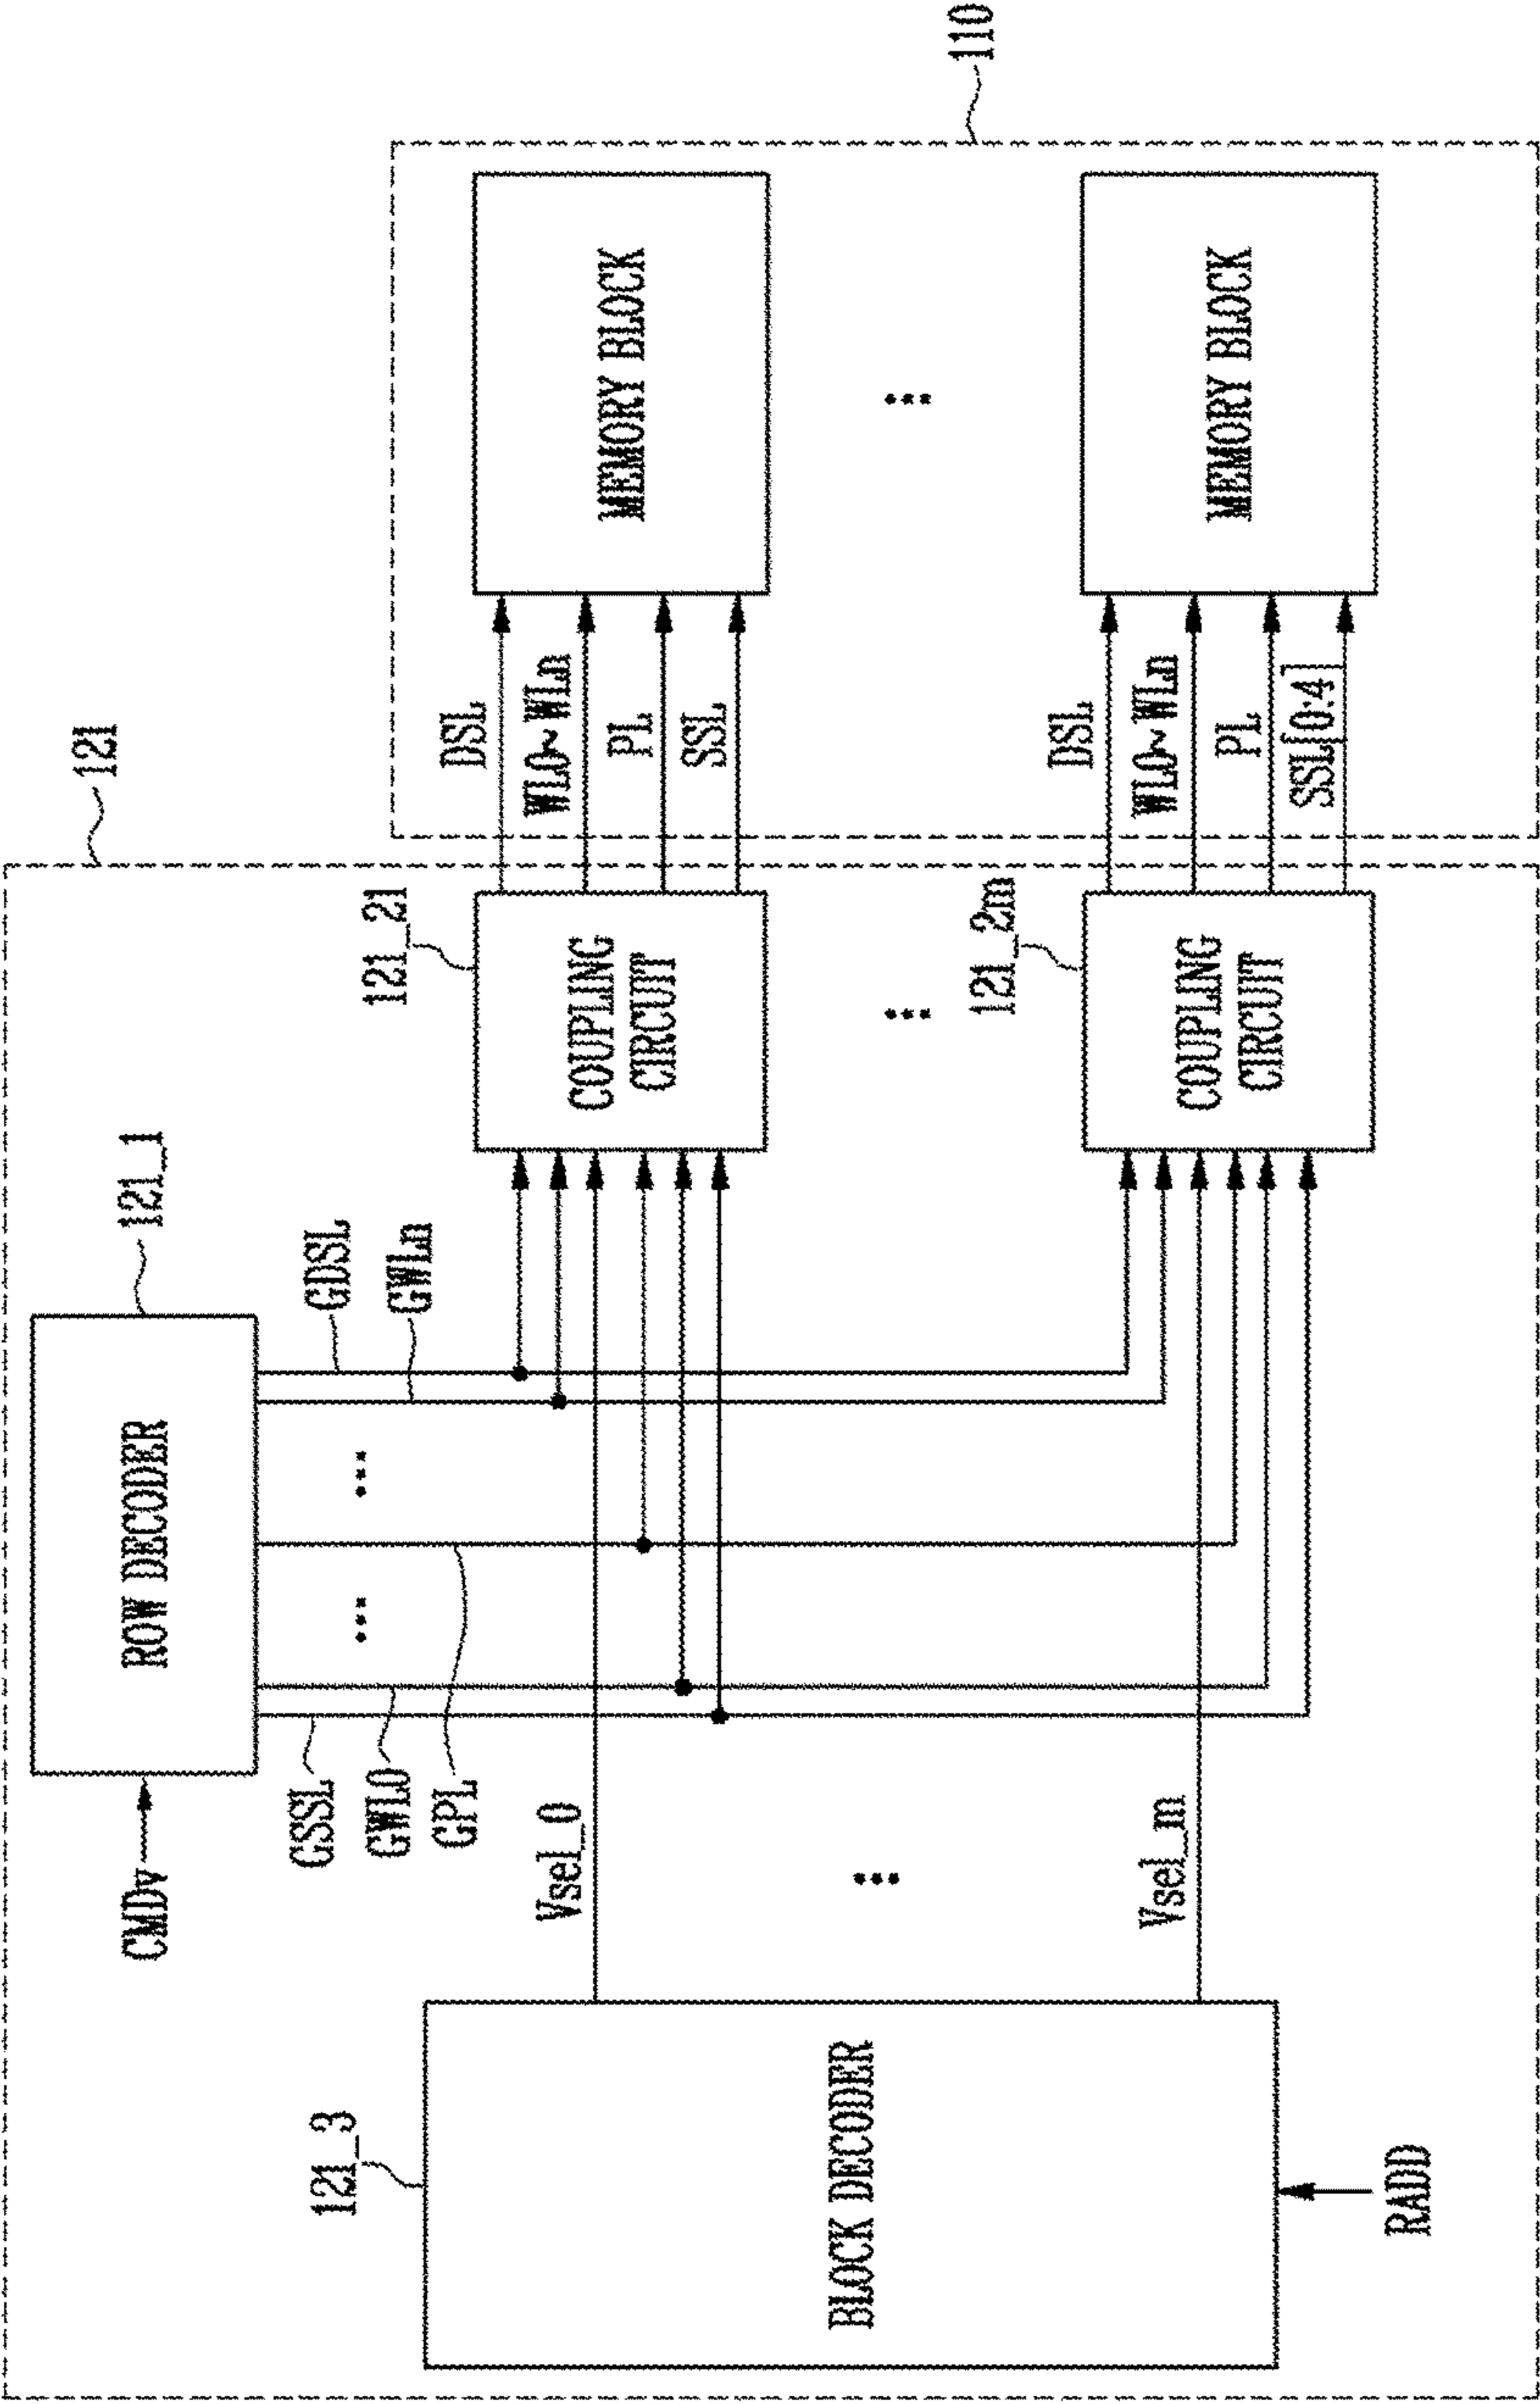 121
110
121_1
ROW DECODER
CMDv
GDSL
GWLn
...
...
GSSL
GWL0
GPL
121_21
COUPLING
CIRCUIT
DSL
WL0~WLn
PL
SSL
MEMORY BLOCK
121_3
BLOCK DECODER
Vsel_0
...
...
...
Vsel_m
121_2m
COUPLING
CIRCUIT
DSL
WL0~WLn
PL
SSL[0:4]
MEMORY BLOCK
RADD